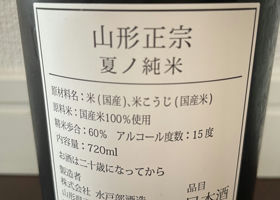 山形正宗
夏ノ純米
原材料名：米（国産）、米こうじ（国産米）
原料米：国産米100％使用
精米歩合：60％ アルコール度数：15度
内容量：720ml
お酒は二十歳になってから
製造者
株式会社 水戸部酒造
山形県
品目
日本酒